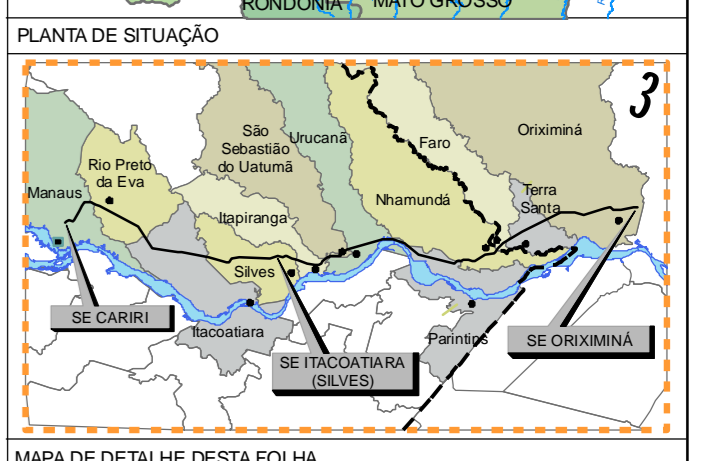 RONDÔNIA
MATO GROSSO
PLANTA DE SITUAÇÃO
3
São
Sebastião
do Uatumã
Urucanã
Faro
Oriximiná
Rio Preto
da Eva
Manaus
Nhamundá
Terra
Santa
Itapiranga
Silves
SE CARIRI
Itacoatiara
SE ITACOATIARA
(SILVES)
Parintins
SE ORIXIMINÁ
MAPA DE DETALHE DESTA FOLHA